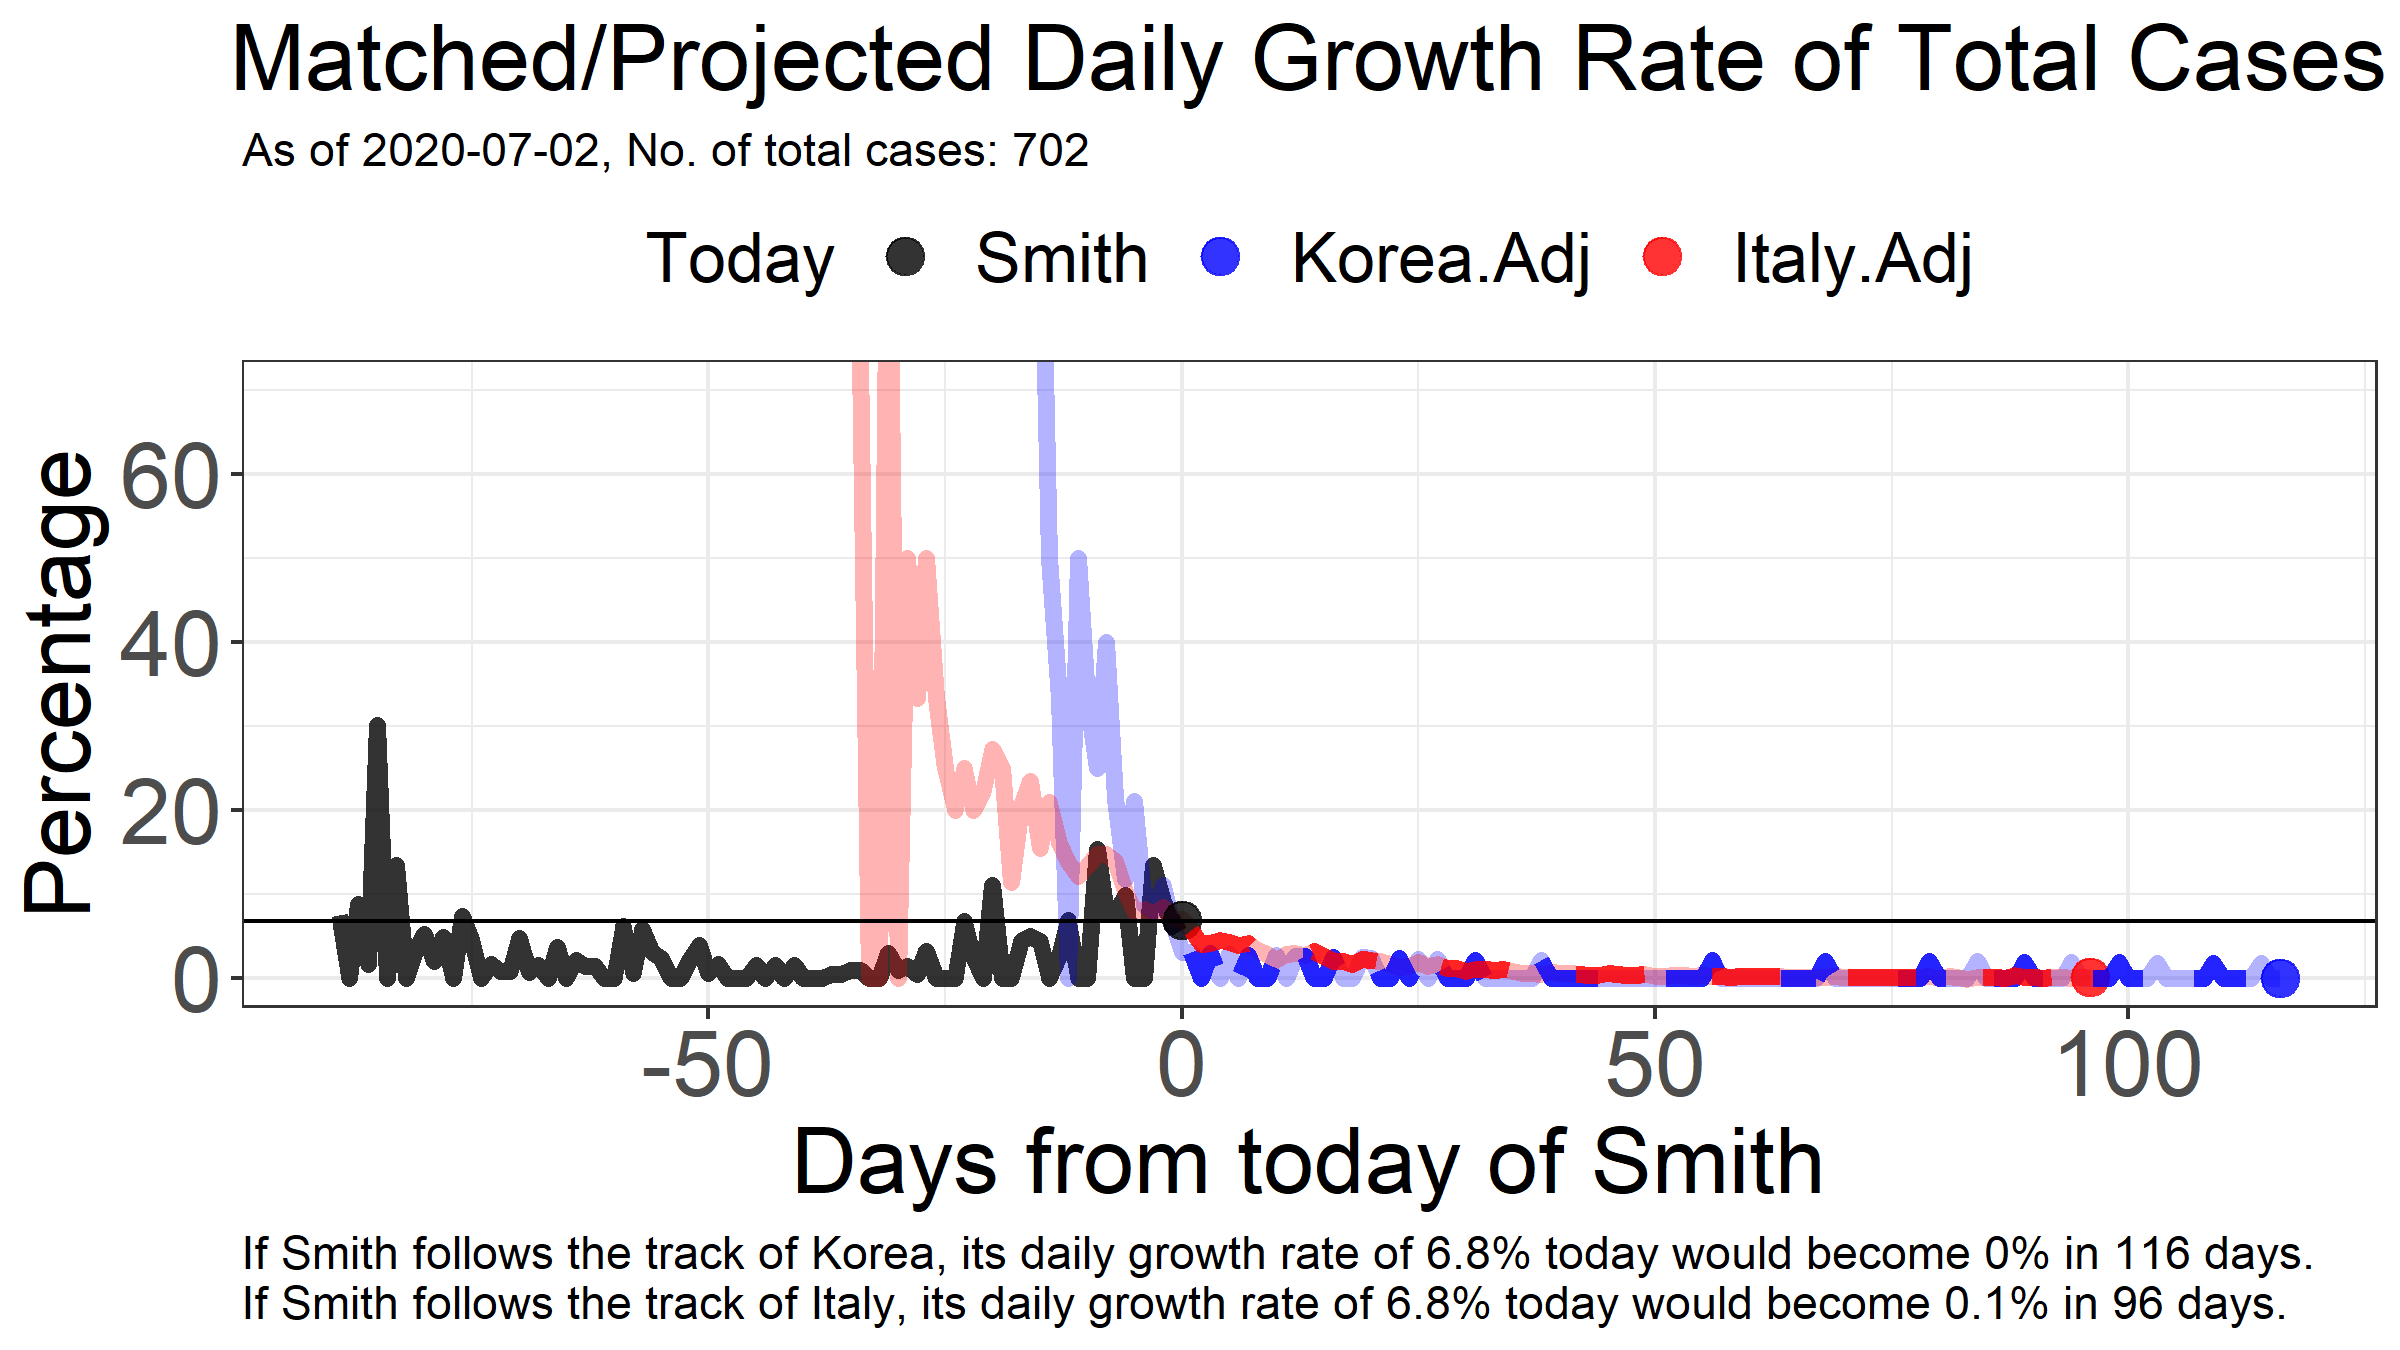 Matched/Projected Daily Growth Rate of Total Cases
As of 2020-07-02, No. of total cases: 702
Today Smith Korea.Adj Italy.Adj
Percentage
60
40
20
0
-50 0 50 100
Days from today of Smith
If Smith follows the track of Korea, its daily growth rate of 6.8% today would become 0% in 116 days.
If Smith follows the track of Italy, its daily growth rate of 6.8% today would become 0.1% in 96 days.